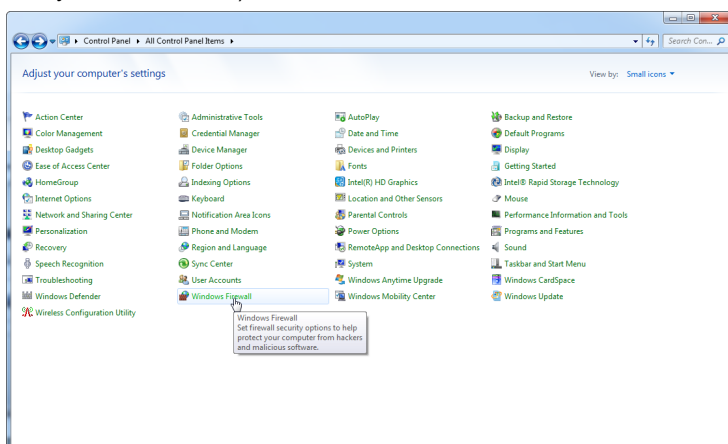 Control Panel ▸ All Control Panel Items ▸
Search Con...
Adjust your computer's settings
View by: Small icons
Action Center
Administrative Tools
AutoPlay
Backup and Restore
Color Management
Credential Manager
Date and Time
Default Programs
Desktop Gadgets
Device Manager
Devices and Printers
Display
Ease of Access Center
Folder Options
Fonts
Getting Started
HomeGroup
Indexing Options
Intel(R) HD Graphics
Intel® Rapid Storage Technology
Internet Options
Keyboard
Location and Other Sensors
Mouse
Network and Sharing Center
Notification Area Icons
Parental Controls
Performance Information and Tools
Personalization
Phone and Modem
Power Options
Programs and Features
Recovery
Region and Language
RemoteApp and Desktop Connections
Sound
Speech Recognition
Sync Center
System
Taskbar and Start Menu
Troubleshooting
User Accounts
Windows Anytime Upgrade
Windows CardSpace
Windows Defender
Windows Firewall
Windows Mobility Center
Windows Update
Wireless Configuration Utility
Windows Firewall
Set firewall security options to help
protect your computer from hackers
and malicious software.